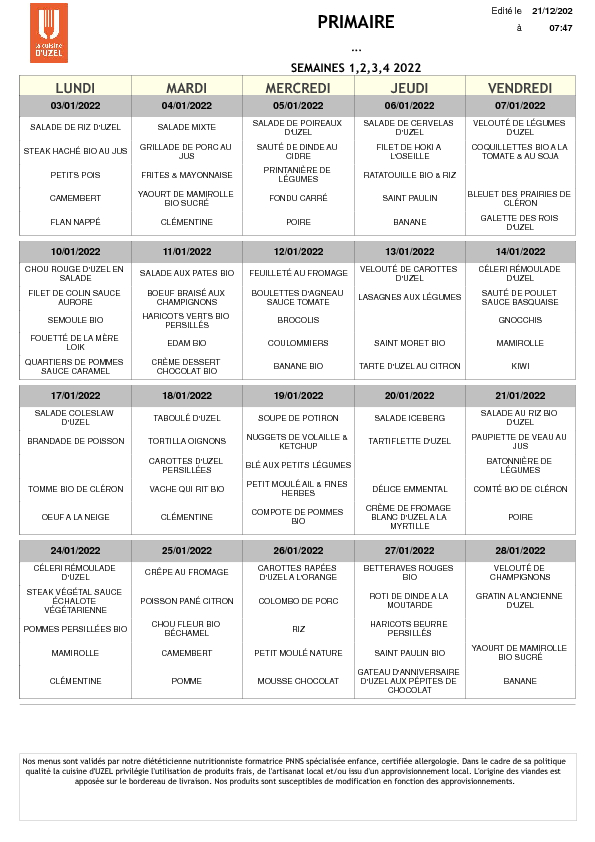 la cuisine
D'UZEL
PRIMAIRE
Edité le 21/12/202
à 07:47
...
SEMAINES 1,2,3,4 2022
LUNDI MARDI MERCREDI JEUDI VENDREDI
03/01/2022 04/01/2022 05/01/2022 06/01/2022 07/01/2022
SALADE DE RIZ D'UZEL
SALADE MIXTE
SALADE DE POIREAUX
D'UZEL
SALADE DE CERVELAS
D'UZEL
VELOUTÉ DE LÉGUMES
D'UZEL
STEAK HACHÉ BIO AU JUS
GRILLADE DE PORC AU
JUS
SAUTÉ DE DINDE AU
CIDRE
FILET DE HOKI A
L'OSEILLE
COQUILLETTES BIO A LA
TOMATE & AU SOJA
PETITS POIS
FRITES & MAYONNAISE
PRINTANIÈRE DE
LÉGUMES
RATATOUILLE BIO & RIZ
CAMEMBERT
YAOURT DE MAMIROLLE
BIO SUCRÉ
FONDU CARRÉ
SAINT PAULIN
BLEUET DES PRAIRIES DE
CLÉRON
FLAN NAPPÉ
CLÉMENTINE
POIRE
BANANE
GALETTE DES ROIS
D'UZEL
10/01/2022 11/01/2022 12/01/2022 13/01/2022 14/01/2022
CHOU ROUGE D'UZEL EN
SALADE
SALADE AUX PATES BIO
FEUILLETÉ AU FROMAGE
VELOUTÉ DE CAROTTES
D'UZEL
CÉLERI RÉMOULADE
D'UZEL
FILET DE COLIN SAUCE
AURORE
BOEUF BRAISÉ AUX
CHAMPIGNONS
BOULETTES D'AGNEAU
SAUCE TOMATE
LASAGNES AUX LÉGUMES
SAUTÉ DE POULET
SAUCE BASQUAISE
SEMOULE BIO
HARICOTS VERTS BIO
PERSILLÉS
BROCOLIS
GNOCCHIS
FOUETTÉ DE LA MÈRE
LOIK
EDAM BIO
COULOMMIERS
SAINT MORET BIO
MAMIROLLE
QUARTIERS DE POMMES
SAUCE CARAMEL
CRÈME DESSERT
CHOCOLAT BIO
BANANE BIO
TARTE D'UZEL AU CITRON
KIWI
17/01/2022 18/01/2022 19/01/2022 20/01/2022 21/01/2022
SALADE COLESLAW
D'UZEL
TABOULÉ D'UZEL
SOUPE DE POTIRON
SALADE ICEBERG
SALADE AU RIZ BIO
D'UZEL
BRANDADE DE POISSON
TORTILLA OIGNONS
NUGGETS DE VOLAILLE &
KETCHUP
TARTIFLETTE D'UZEL
PAUPIETTE DE VEAU AU
JUS
CAROTTES D'UZEL
PERSILLÉES
BLÉ AUX PETITS LÉGUMES
BATONNIÈRE DE
LÉGUMES
TOMME BIO DE CLÉRON
VACHE QUI RIT BIO
PETIT MOULÉ AIL & FINES
HERBES
DÉLICE EMMENTAL
COMTÉ BIO DE CLÉRON
OEUF A LA NEIGE
CLÉMENTINE
COMPOTE DE POMMES
BIO
CRÈME DE FROMAGE
BLANC D'UZEL A LA
MYRTILLE
POIRE
24/01/2022 25/01/2022 26/01/2022 27/01/2022 28/01/2022
CÉLERI RÉMOULADE
D'UZEL
CRÊPE AU FROMAGE
CAROTTES RAPÉES
D'UZEL A L'ORANGE
BETTERAVES ROUGES
BIO
VELOUTÉ DE
CHAMPIGNONS
STEAK VÉGÉTAL SAUCE
ÉCHALOTE
VÉGÉTARIENNE
POISSON PANÉ CITRON
COLOMBO DE PORC
ROTI DE DINDE A LA
MOUTARDE
GRATIN A L'ANCIENNE
D'UZEL
POMMES PERSILLÉES BIO
CHOU FLEUR BIO
BÉCHAMEL
RIZ
HARICOTS BEURRE
PERSILLÉS
MAMIROLLE
CAMEMBERT
PETIT MOULÉ NATURE
SAINT PAULIN BIO
YAOURT DE MAMIROLLE
BIO SUCRÉ
CLÉMENTINE
POMME
MOUSSE CHOCOLAT
GATEAU D'ANNIVERSAIRE
D'UZEL AUX PÉPITES DE
CHOCOLAT
BANANE
Nos menus sont validés par notre diététicienne nutritionniste formatrice PNNS spécialisée enfance, certifiée allergologie. Dans le cadre de sa politique
qualité la cuisine d'UZEL privilégie l'utilisation de produits frais, de l'artisanat local et/ou issu d'un approvisionnement local. L'origine des viandes est
apposée sur le bordereau de livraison. Nos produits sont susceptibles de modification en fonction des approvisionnements.